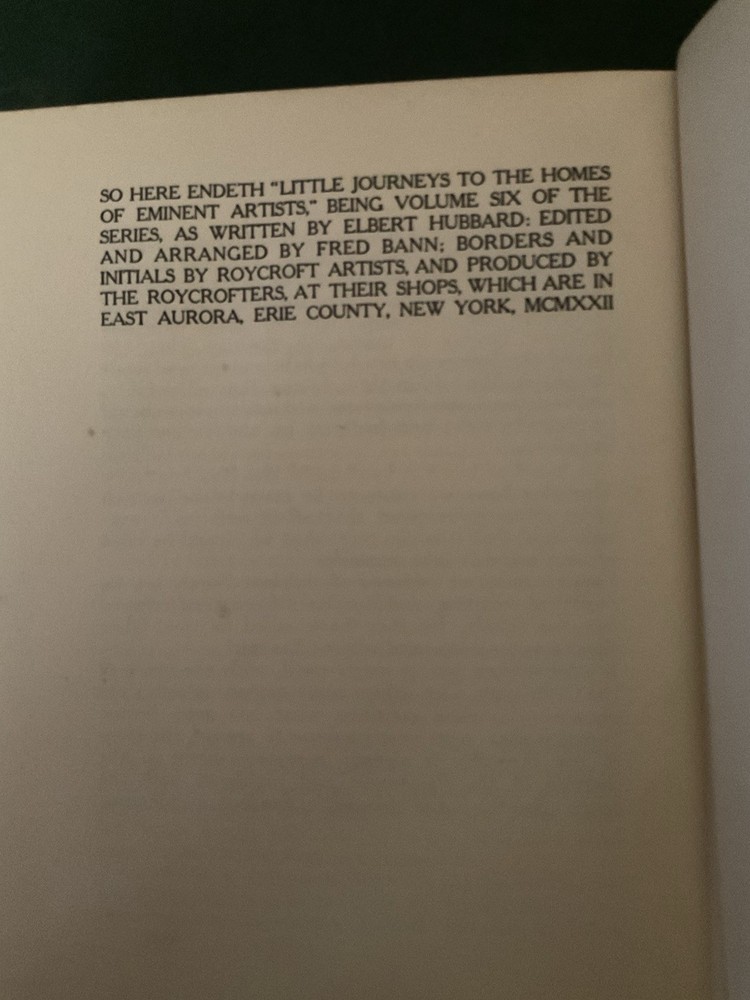 SO HERE ENDETH "LITTLE JOURNEYS TO THE HOMES
OF EMINENT ARTISTS," BEING VOLUME SIX OF THE
SERIES, AS WRITTEN BY ELBERT HUBBARD: EDITED
AND ARRANGED BY FRED BANN; BORDERS AND
INITIALS BY ROYCROFT ARTISTS, AND PRODUCED BY
THE ROYCROFTERS, AT THEIR SHOPS, WHICH ARE IN
EAST AURORA, ERIE COUNTY, NEW YORK, MCMXXII